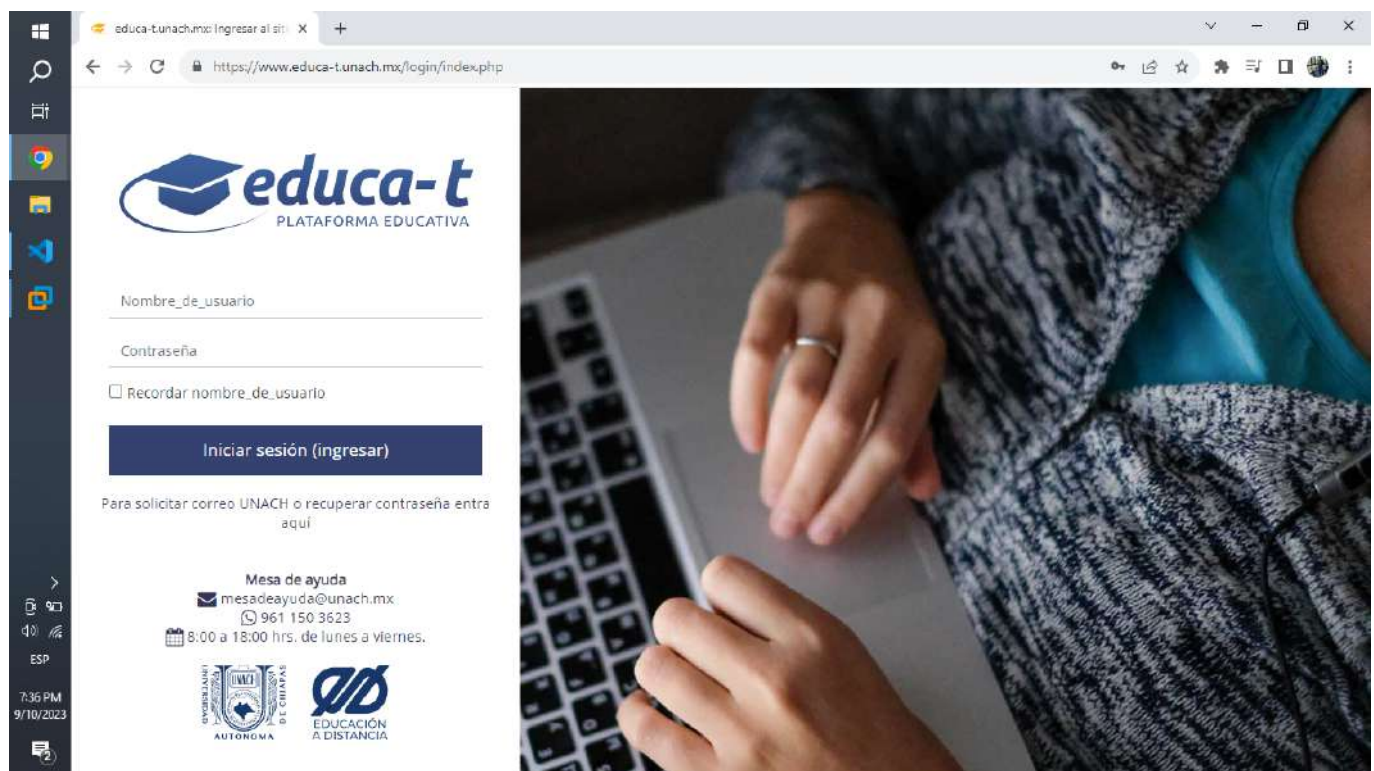 educa-t.unach.mx: Ingresar al siti
https://www.educa-t.unach.mx/login/index.php
educa-t
PLATAFORMA EDUCATIVA
Nombre_de_usuario
Contraseña
Recordar nombre_de_usuario
Iniciar sesión (ingresar)
Para solicitar correo UNACH o recuperar contraseña entra
aquí
Mesa de ayuda
mesadeayuda@unach.mx
961 150 3623
8:00 a 18:00 hrs. de lunes a viernes.
UNACH
UNIVERSIDAD
AUTONOMA
DE CHIAPAS
EDUCACIÓN
A DISTANCIA
ESP
7:36 PM
9/10/2023
2